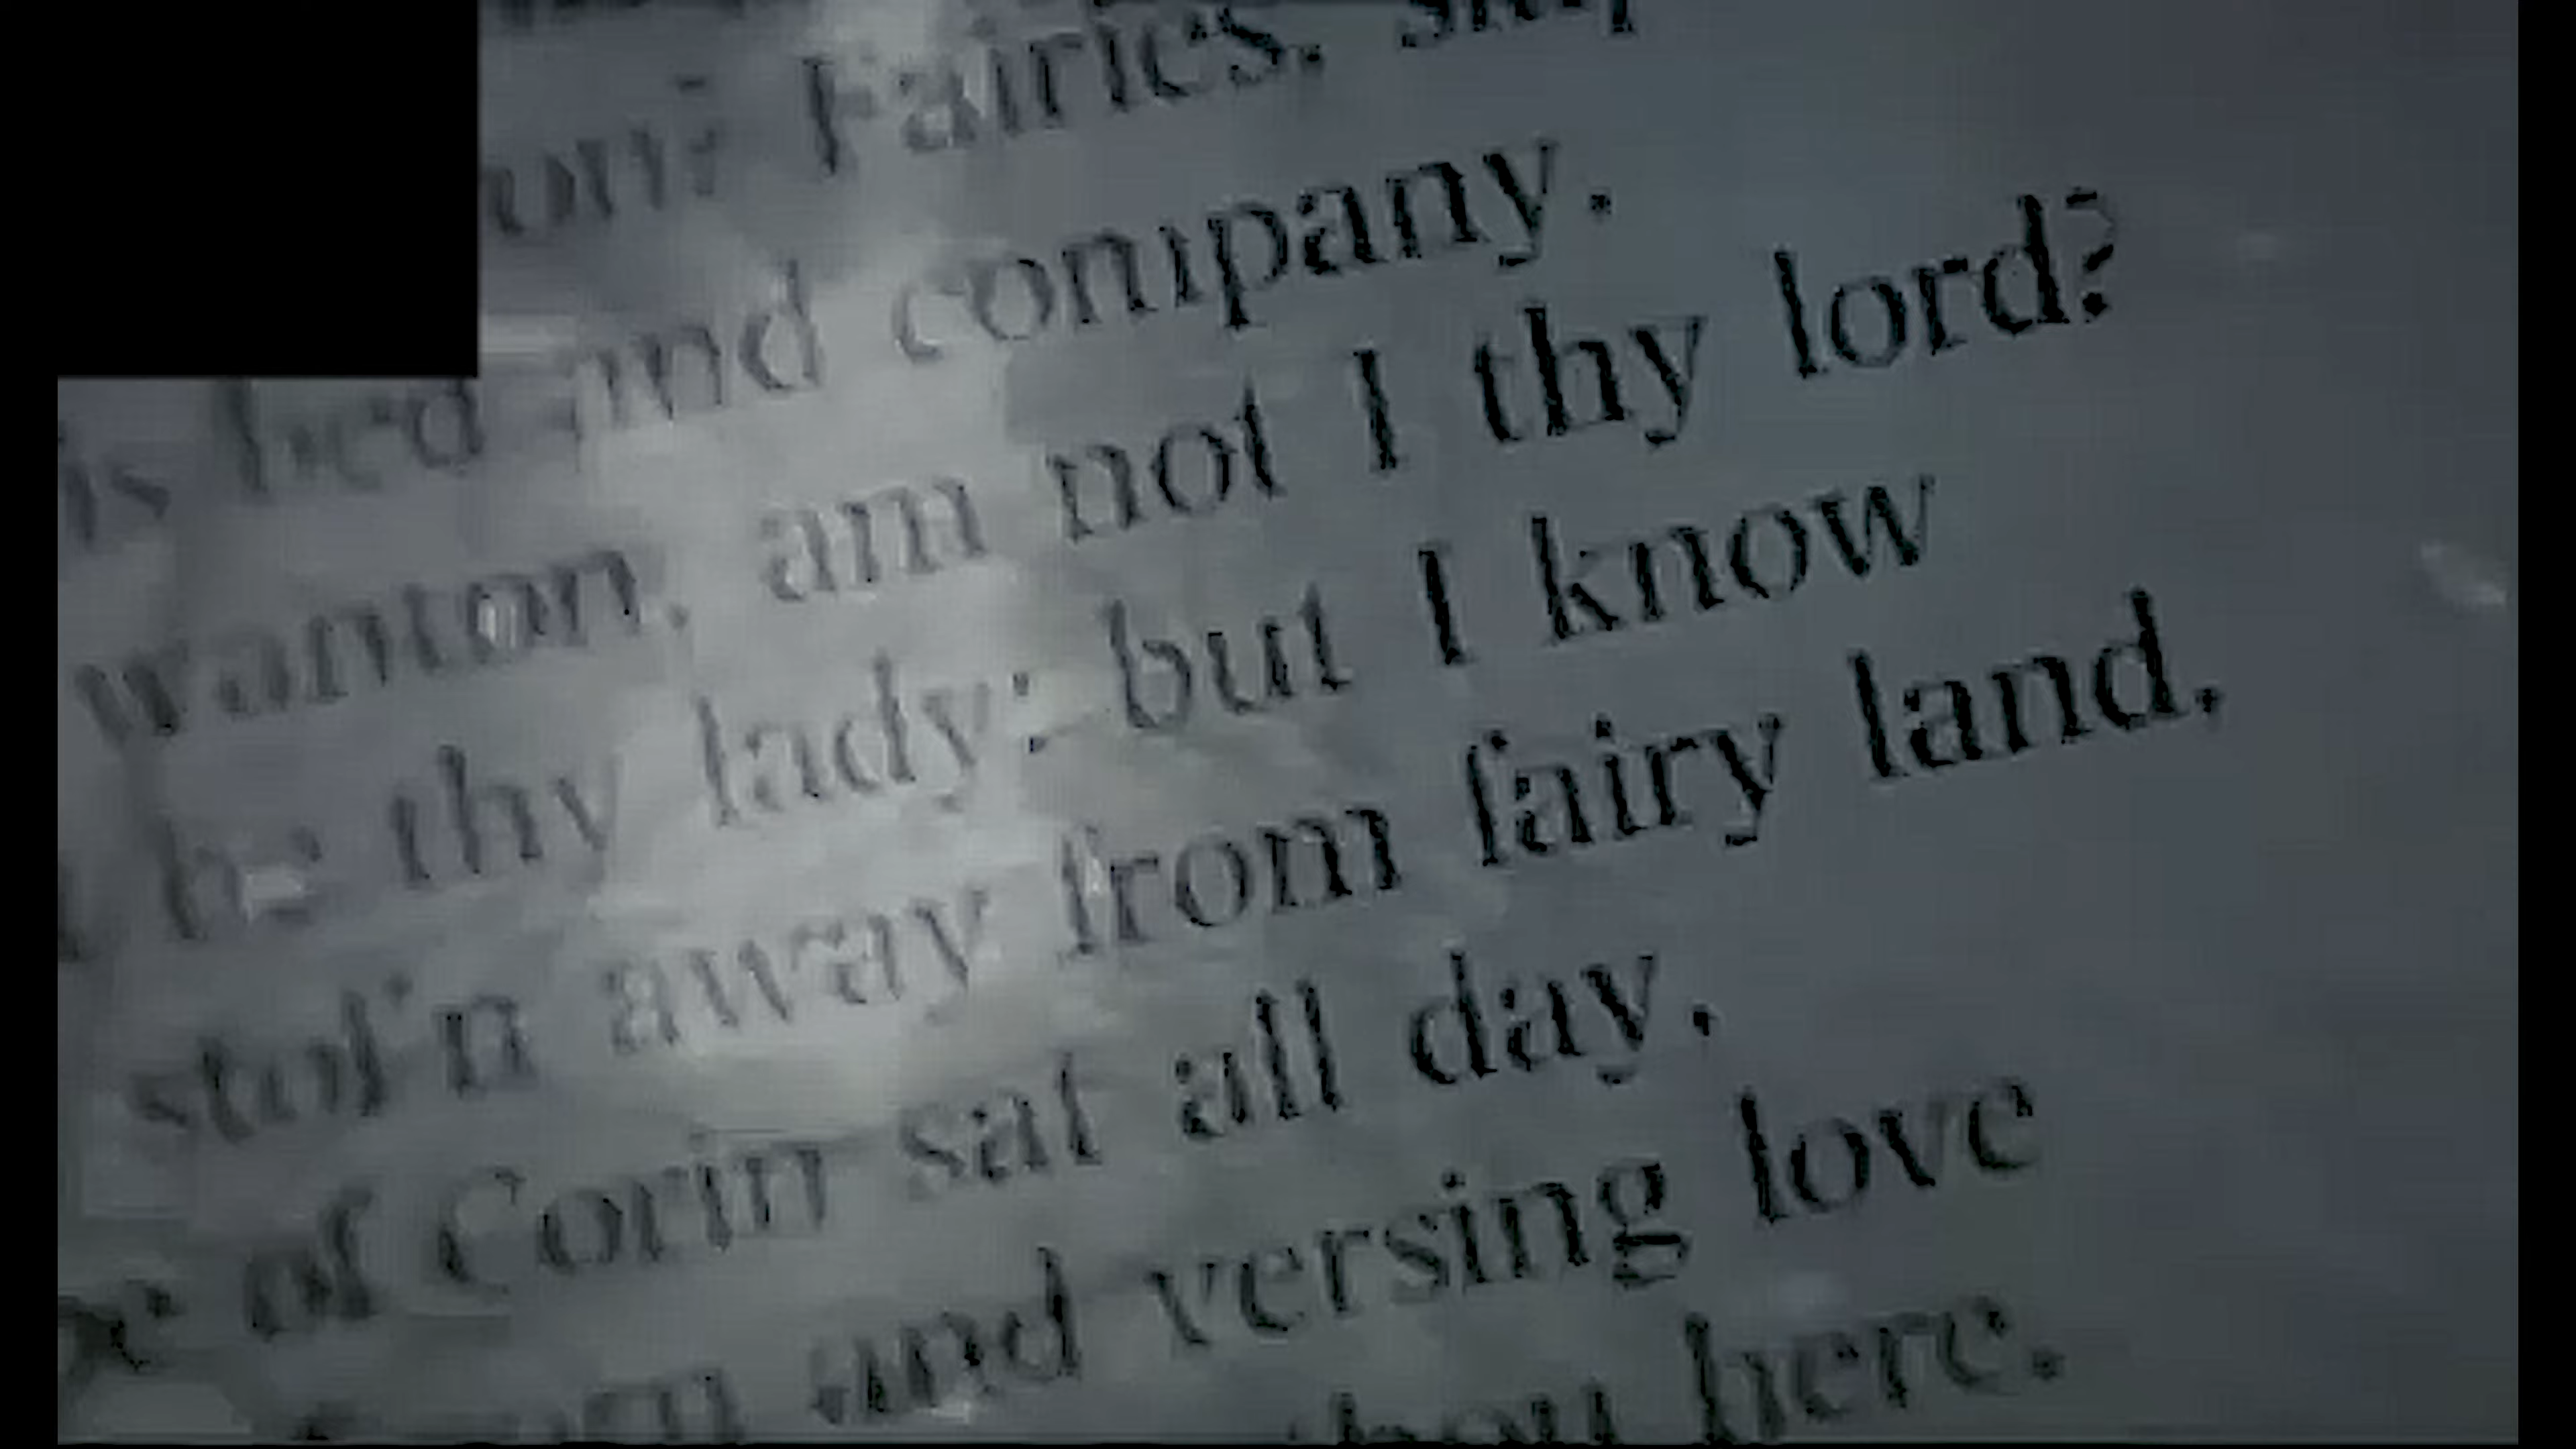 Fairies,
bed and company.
wanton, am not I thy lord?
be thy lady; but I know
stol'n away from fairy land,
of Corin sat all day,
and versing love
here,